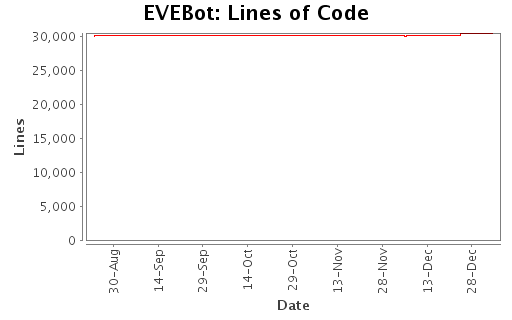 EVEBot: Lines of Code
30,000
25,000
20,000
15,000
10,000
5,000
0
Lines
30-Aug
14-Sep
29-Sep
14-Oct
29-Oct
13-Nov
28-Nov
13-Dec
28-Dec
Date